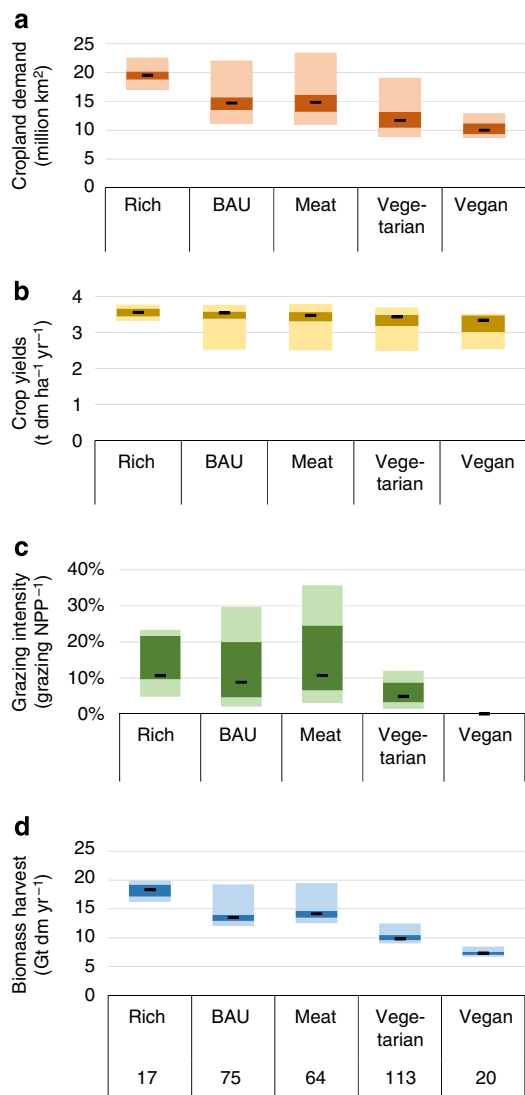 a
Cropland demand
(million km²)
25
20
15
10
5
0
Rich
BAU
Meat
Vege-
tarian
Vegan
b
Crop yields
(t dm ha⁻¹ yr⁻¹)
4
3
2
1
0
Rich
BAU
Meat
Vege-
tarian
Vegan
c
Grazing intensity
(grazing NPP⁻¹)
40%
30%
20%
10%
0%
Rich
BAU
Meat
Vege-
tarian
Vegan
d
Biomass harvest
(Gt dm yr⁻¹)
25
20
15
10
5
0
Rich
BAU
Meat
Vege-
tarian
Vegan
17 75 64 113 20